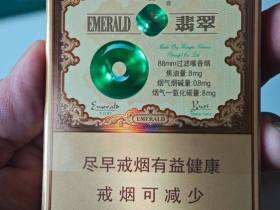 EMERALD ® 翡翠
88mm过滤嘴香烟
焦油量:8mg
烟气烟碱量:0.8mg
烟气一氧化碳量:8mg
Emerald
EMERALD
尽早戒烟有益健康
戒烟可减少